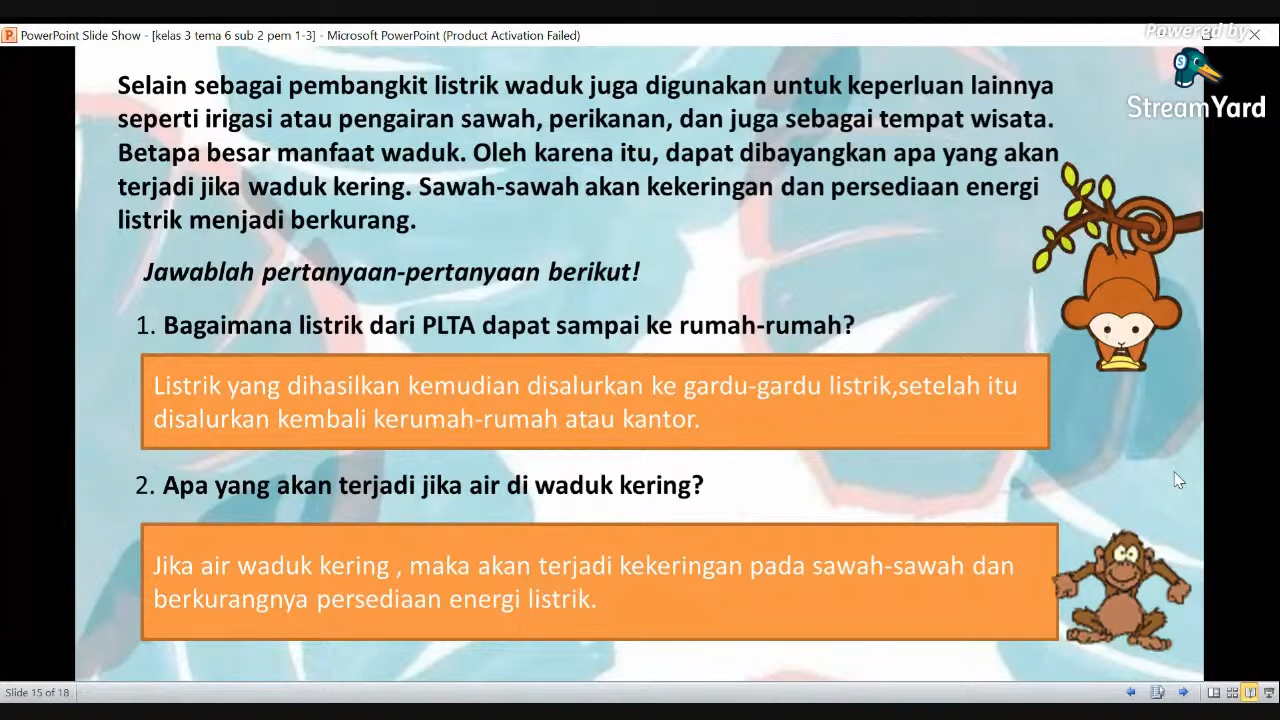 PowerPoint Slide Show - [kelas 3 tema 6 sub 2 pem 1-3] - Microsoft PowerPoint (Product Activation Failed)
Powered by
StreamYard
Selain sebagai pembangkit listrik waduk juga digunakan untuk keperluan lainnya
seperti irigasi atau pengairan sawah, perikanan, dan juga sebagai tempat wisata.
Betapa besar manfaat waduk. Oleh karena itu, dapat dibayangkan apa yang akan
terjadi jika waduk kering. Sawah-sawah akan kekeringan dan persediaan energi
listrik menjadi berkurang.
Jawablah pertanyaan-pertanyaan berikut!
1. Bagaimana listrik dari PLTA dapat sampai ke rumah-rumah?
Listrik yang dihasilkan kemudian disalurkan ke gardu-gardu listrik,setelah itu
disalurkan kembali kerumah-rumah atau kantor.
2. Apa yang akan terjadi jika air di waduk kering?
Jika air waduk kering , maka akan terjadi kekeringan pada sawah-sawah dan
berkurangnya persediaan energi listrik.
Slide 15 of 18